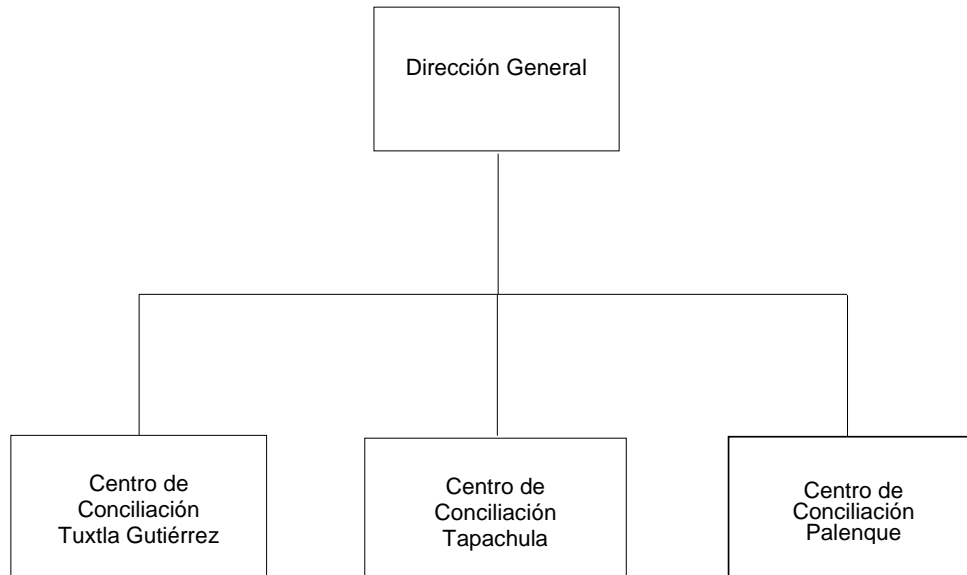 Dirección General
Centro de
Conciliación
Tuxtla Gutiérrez
Centro de
Conciliación
Tapachula
Centro de
Conciliación
Palenque